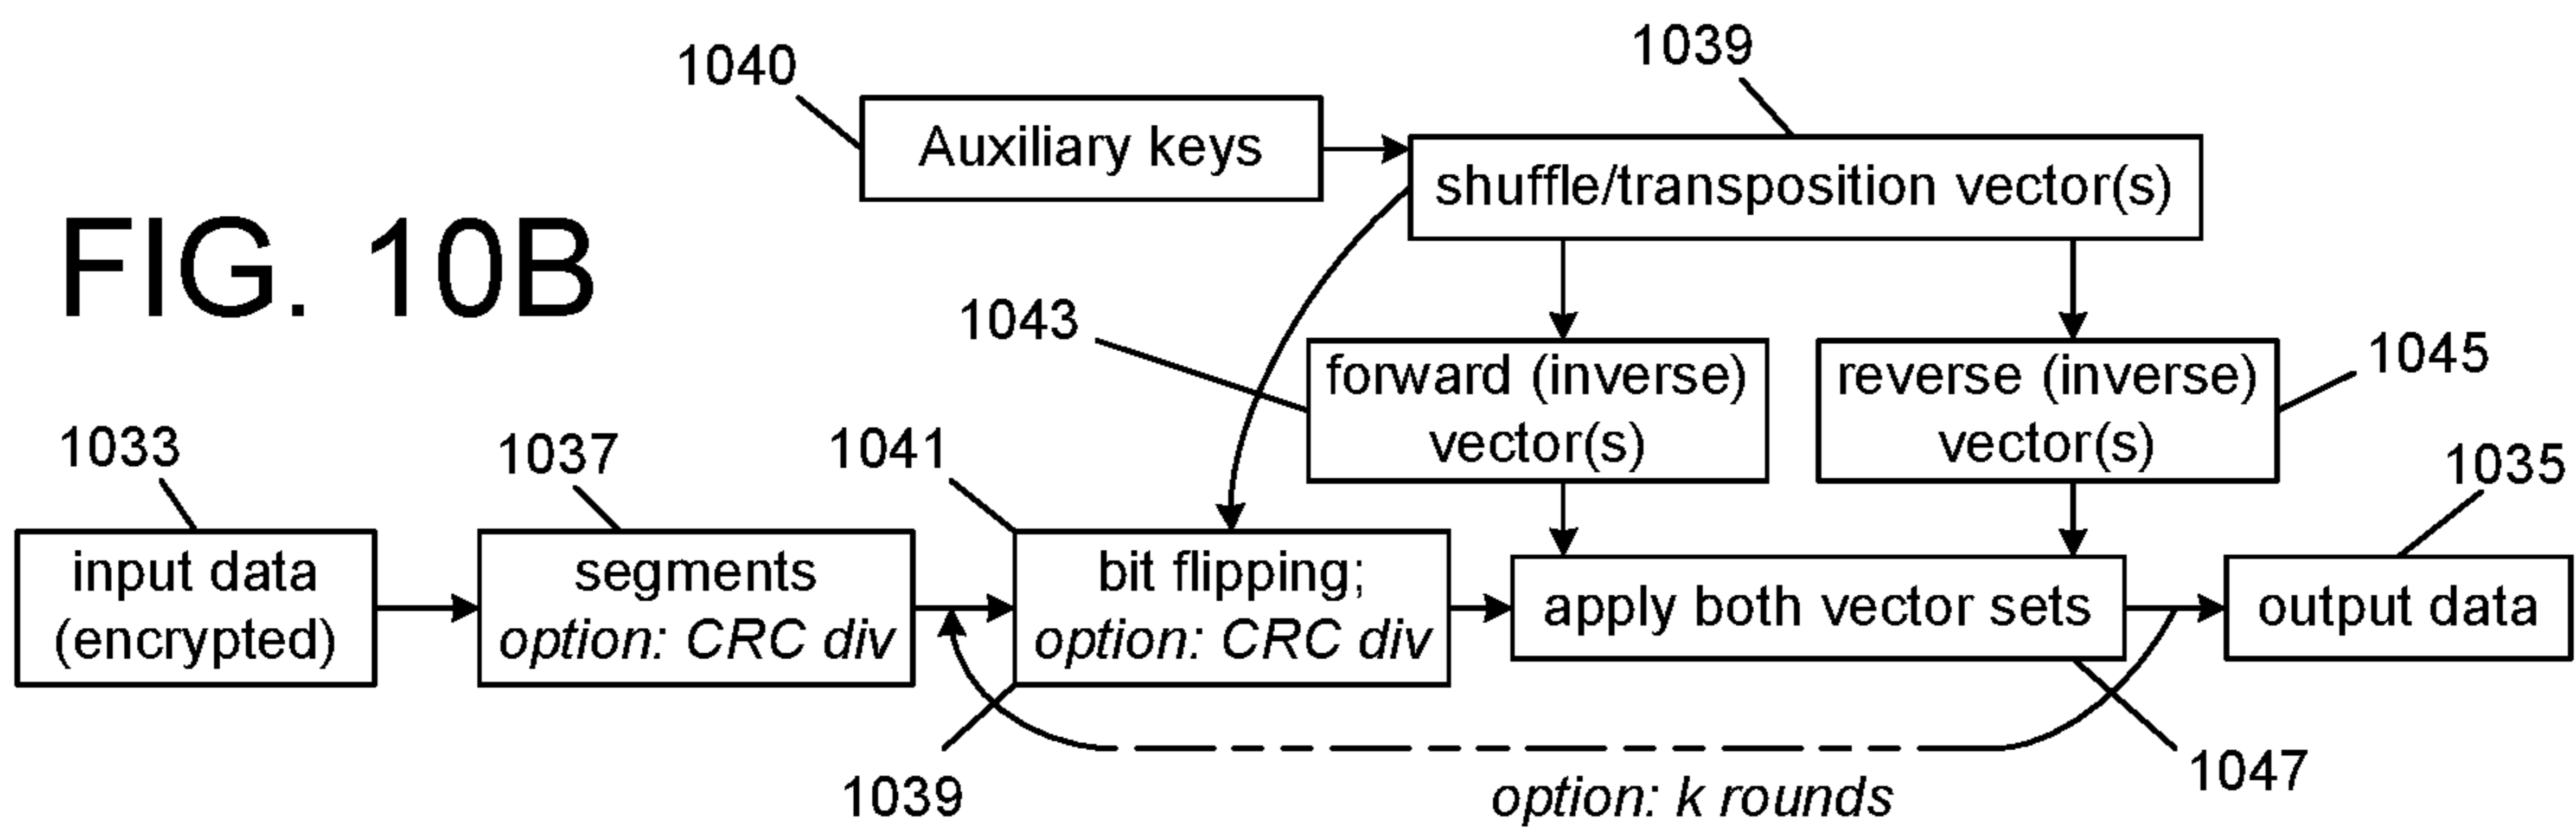 FIG. 10B
1040
Auxiliary keys
1039
shuffle/transposition vector(s)
1043
forward (inverse)
vector(s)
reverse (inverse)
vector(s)
1045
1033
input data
(encrypted)
1037
segments
option: CRC div
1041
bit flipping;
option: CRC div
1039
apply both vector sets
1047
1035
output data
option: k rounds